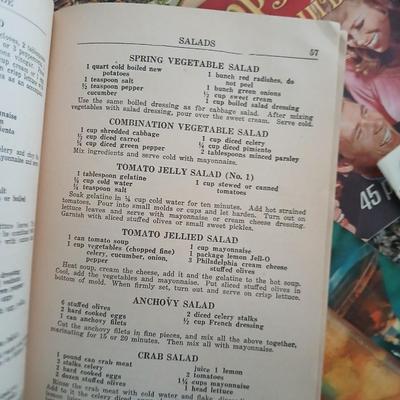 SALADS
57
SPRING VEGETABLE SALAD
1 quart cold boiled new potatoes
1 teaspoon salt
½ teaspoon pepper
cucumber
1 bunch red radishes, do not peel
1 bunch green onions
½ cup sweet cream
1 cup boiled salad dressing
Use the same boiled dressing as for cabbage salad. After mixing
vegetables with salad dressing, pour over the sweet cream. Serve cold.
COMBINATION VEGETABLE SALAD
1 cup shredded cabbage
1 cup diced carrot
¼ cup diced green pepper
1 cup diced celery
¼ cup diced pimiento
2 tablespoons minced parsley
Mix ingredients and serve cold with mayonnaise.
TOMATO JELLY SALAD (No. 1)
1 tablespoon gelatine
¼ cup cold water
¼ teaspoon salt
1 cup stewed or canned tomatoes
Soak gelatine in ¼ cup cold water for ten minutes. Add hot strained
tomatoes. Pour into small molds or cups and let harden. Turn out on
lettuce leaves and serve with mayonnaise or cream cheese dressing.
Garnish with sliced stuffed olives or small stuffed olives.
TOMATO JELLIED SALAD
1 can tomato soup
1 cup vegetables (chopped fine)
celery, cucumber, onion,
pepper
1 cup mayonnaise
1 package lemon Jell-O
3 Philadelphia cream cheese
stuffed olives
Heat soup, cream the cheese, add it and the gelatine to the hot soup.
Cool, add the vegetables and mayonnaise. Put sliced stuffed olives in
bottom of mold. When firmly set, turn out and serve on crisp lettuce.
ANCHOVY SALAD
6 stuffed olives
2 hard cooked eggs
1 can anchovy filets
2 diced celery stalks
½ cup French dressing
Cut the anchovy filets in fine pieces, and mix all the above together,
marinating for 15 or 20 minutes. Then mix all with mayonnaise.
CRAB SALAD
1 pound can crab meat
3 stalks celery
2 hard cooked eggs
2 dozen stuffed olives
juice 1 lemon
2 tomatoes
1¼ cups mayonnaise
1 head lettuce
Rinse the crab meat with cold water and flake,
45